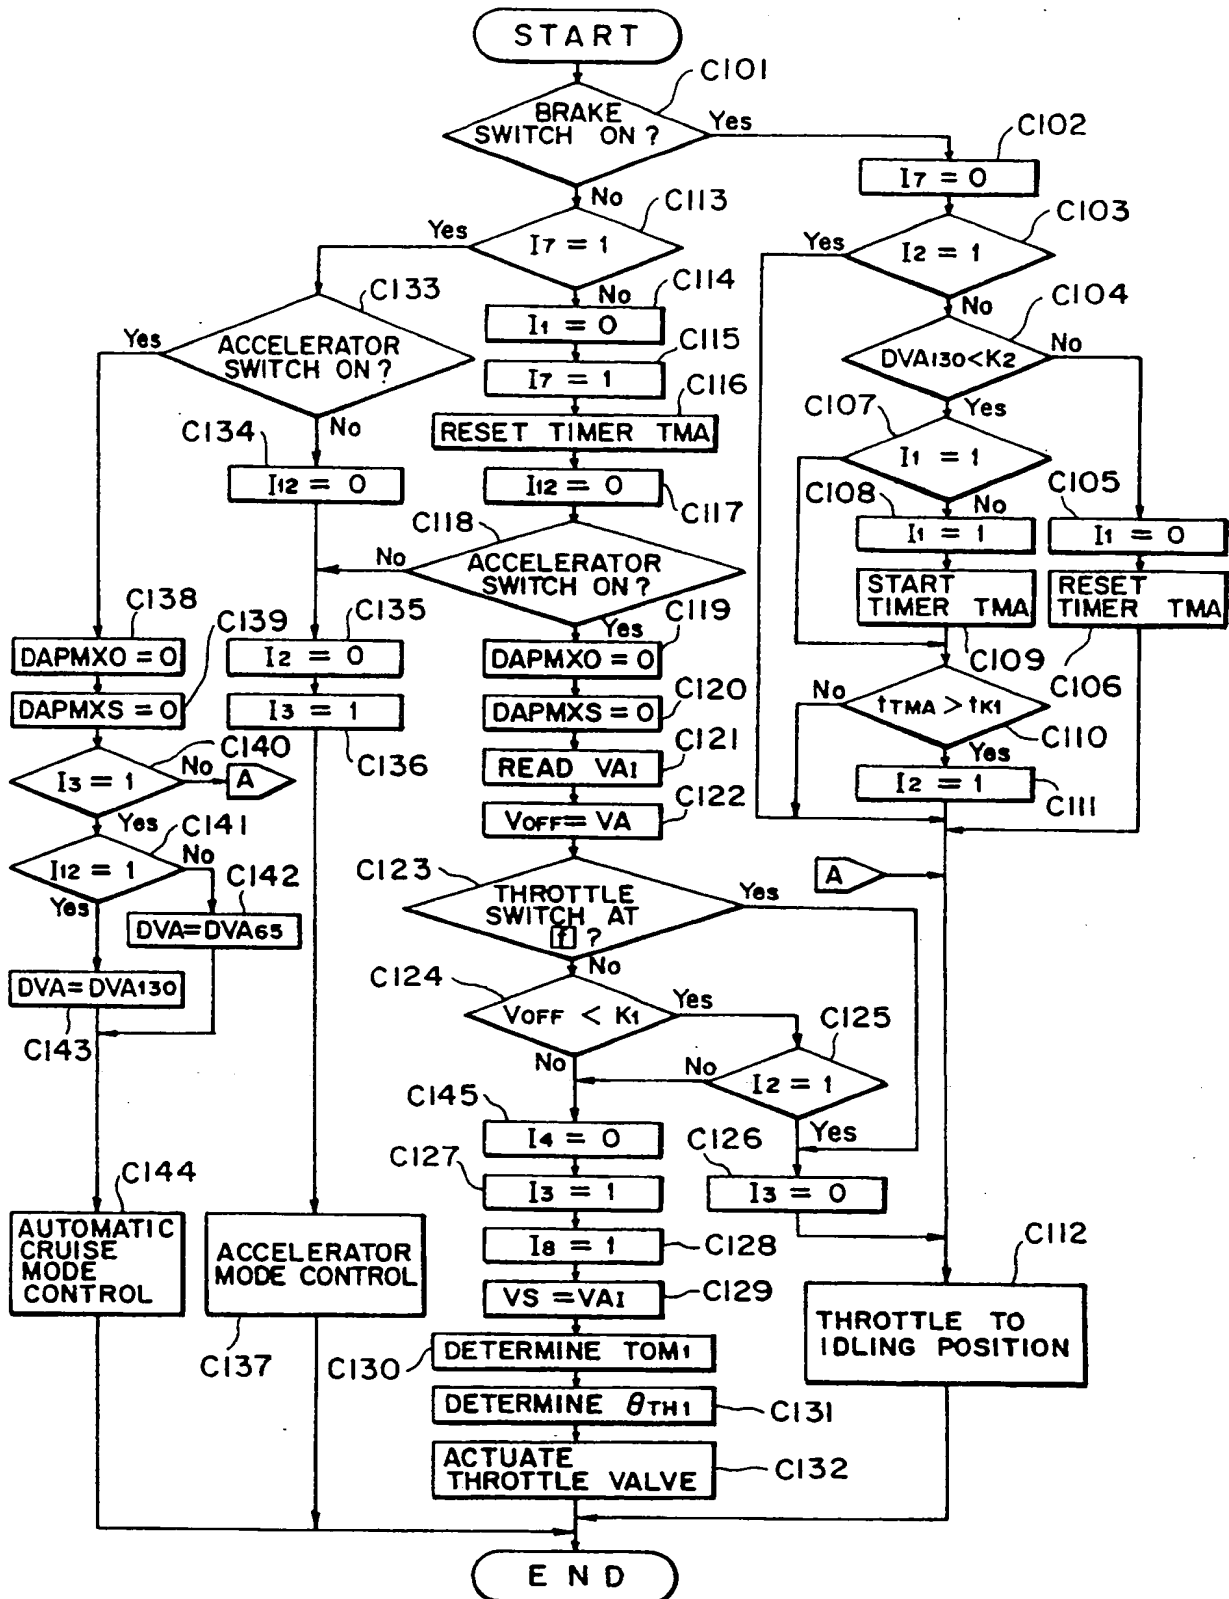 START
C101
BRAKE
SWITCH ON ?
Yes
No
C102
I7 = 0
C113
I7 = 1
Yes
No
C103
I2 = 1
Yes
No
C114
I1 = 0
C104
DVA130<K2
No
Yes
C133
ACCELERATOR
SWITCH ON ?
Yes
No
C115
I7 = 1
C116
RESET TIMER TMA
C107
I1 = 1
No
C134
I12 = 0
I12 = 0
C117
C108
I1 = 1
C105
I1 = 0
C118
ACCELERATOR
SWITCH ON ?
No
Yes
START
TIMER TMA
C109
RESET
TIMER TMA
C106
C138
DAPMXO = 0
C139
DAPMXS = 0
C135
I2 = 0
I3 = 1
C136
C119
DAPMXO = 0
C120
DAPMXS = 0
C121
READ VAI
C122
VOFF = VA
tTMA > tK1
No
Yes
C110
I2 = 1
C111
C140
I3 = 1
No
A
Yes
C141
I12 = 1
No
Yes
C142
DVA=DVA65
DVA=DVA130
C143
C123
THROTTLE
SWITCH AT
f ?
Yes
No
A
C124
VOFF < K1
Yes
No
C125
I2 = 1
No
Yes
C145
I4 = 0
C126
I3 = 0
C127
I3 = 1
I8 = 1
C128
VS = VAI
C129
C144
AUTOMATIC
CRUISE
MODE
CONTROL
ACCELERATOR
MODE CONTROL
C137
C130
DETERMINE TOM1
DETERMINE θTH1
C131
ACTUATE
THROTTLE VALVE
C132
C112
THROTTLE TO
IDLING POSITION
END